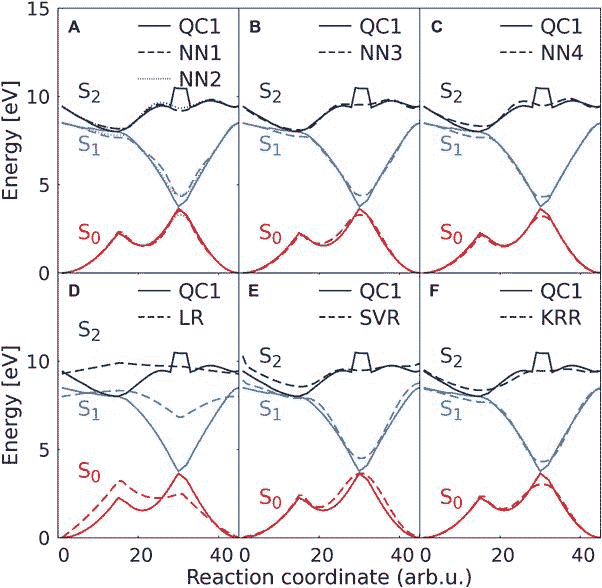 15
A
QC1
NN1
NN2
B
QC1
NN3
C
QC1
NN4
S2
S1
S0
10
5
0
Energy [eV]
D
QC1
LR
E
QC1
SVR
F
QC1
KRR
S2
S1
S0
S2
S1
S0
S2
S1
S0
10
5
0
Energy [eV]
0 20 40 0 20 40 0 20 40
Reaction coordinate (arb.u.)
S2
S1
S0
S2
S1
S0